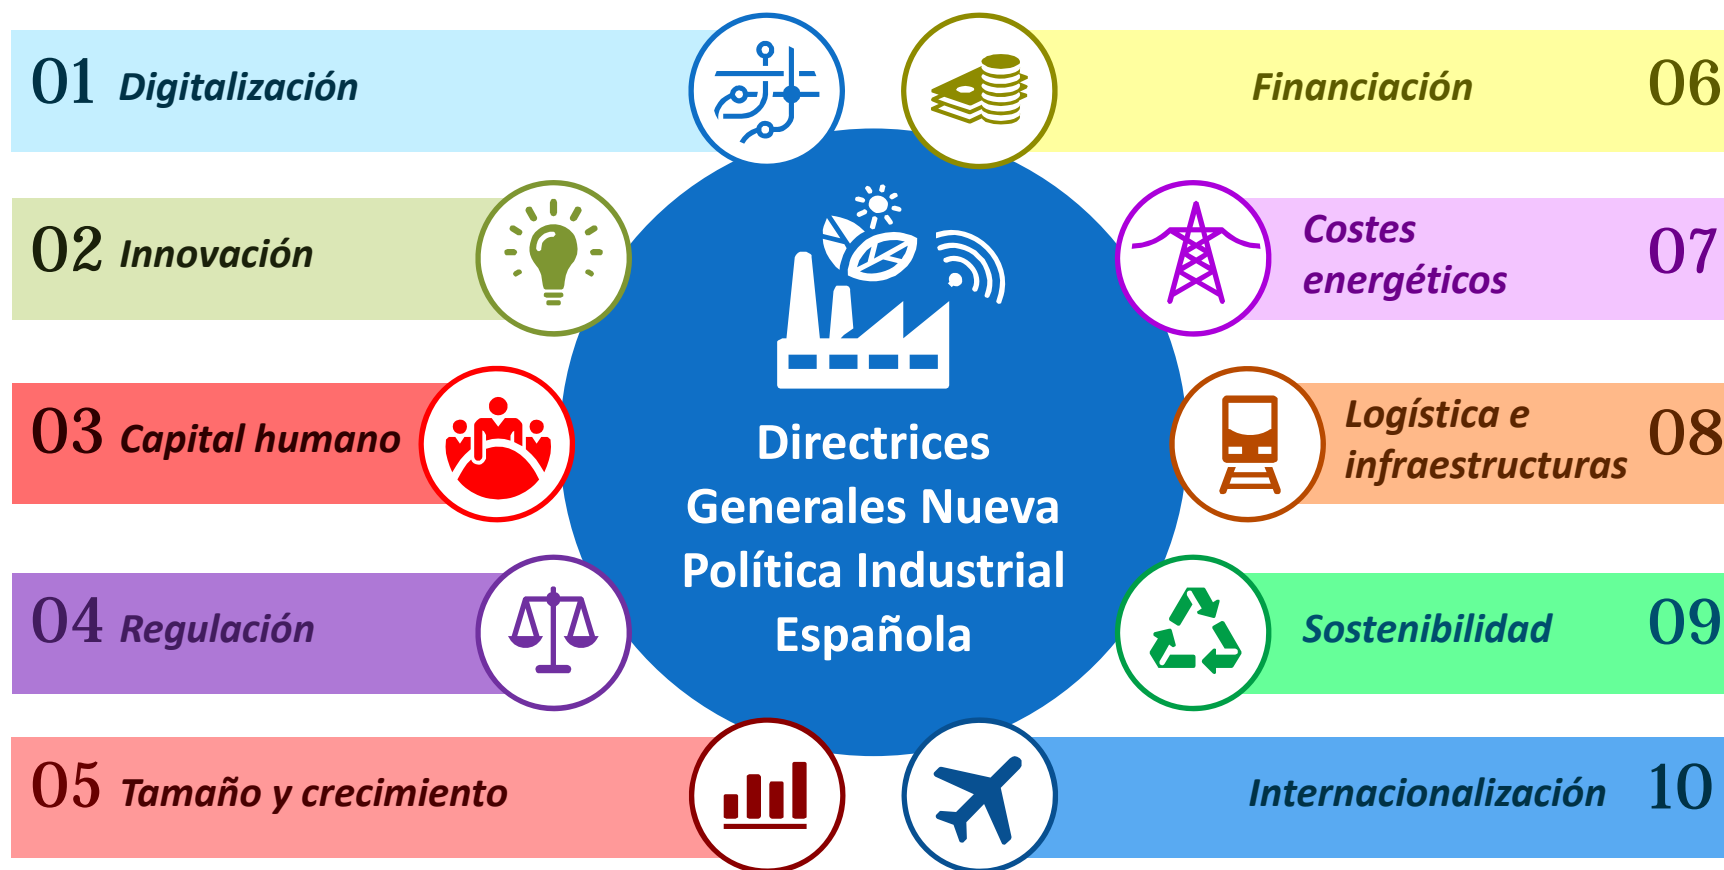 01 Digitalización
02 Innovación
03 Capital humano
04 Regulación
05 Tamaño y crecimiento
Directrices
Generales Nueva
Política Industrial
Española
Financiación 06
Costes
energéticos
07
Logística e
infraestructuras
08
Sostenibilidad 09
Internacionalización 10